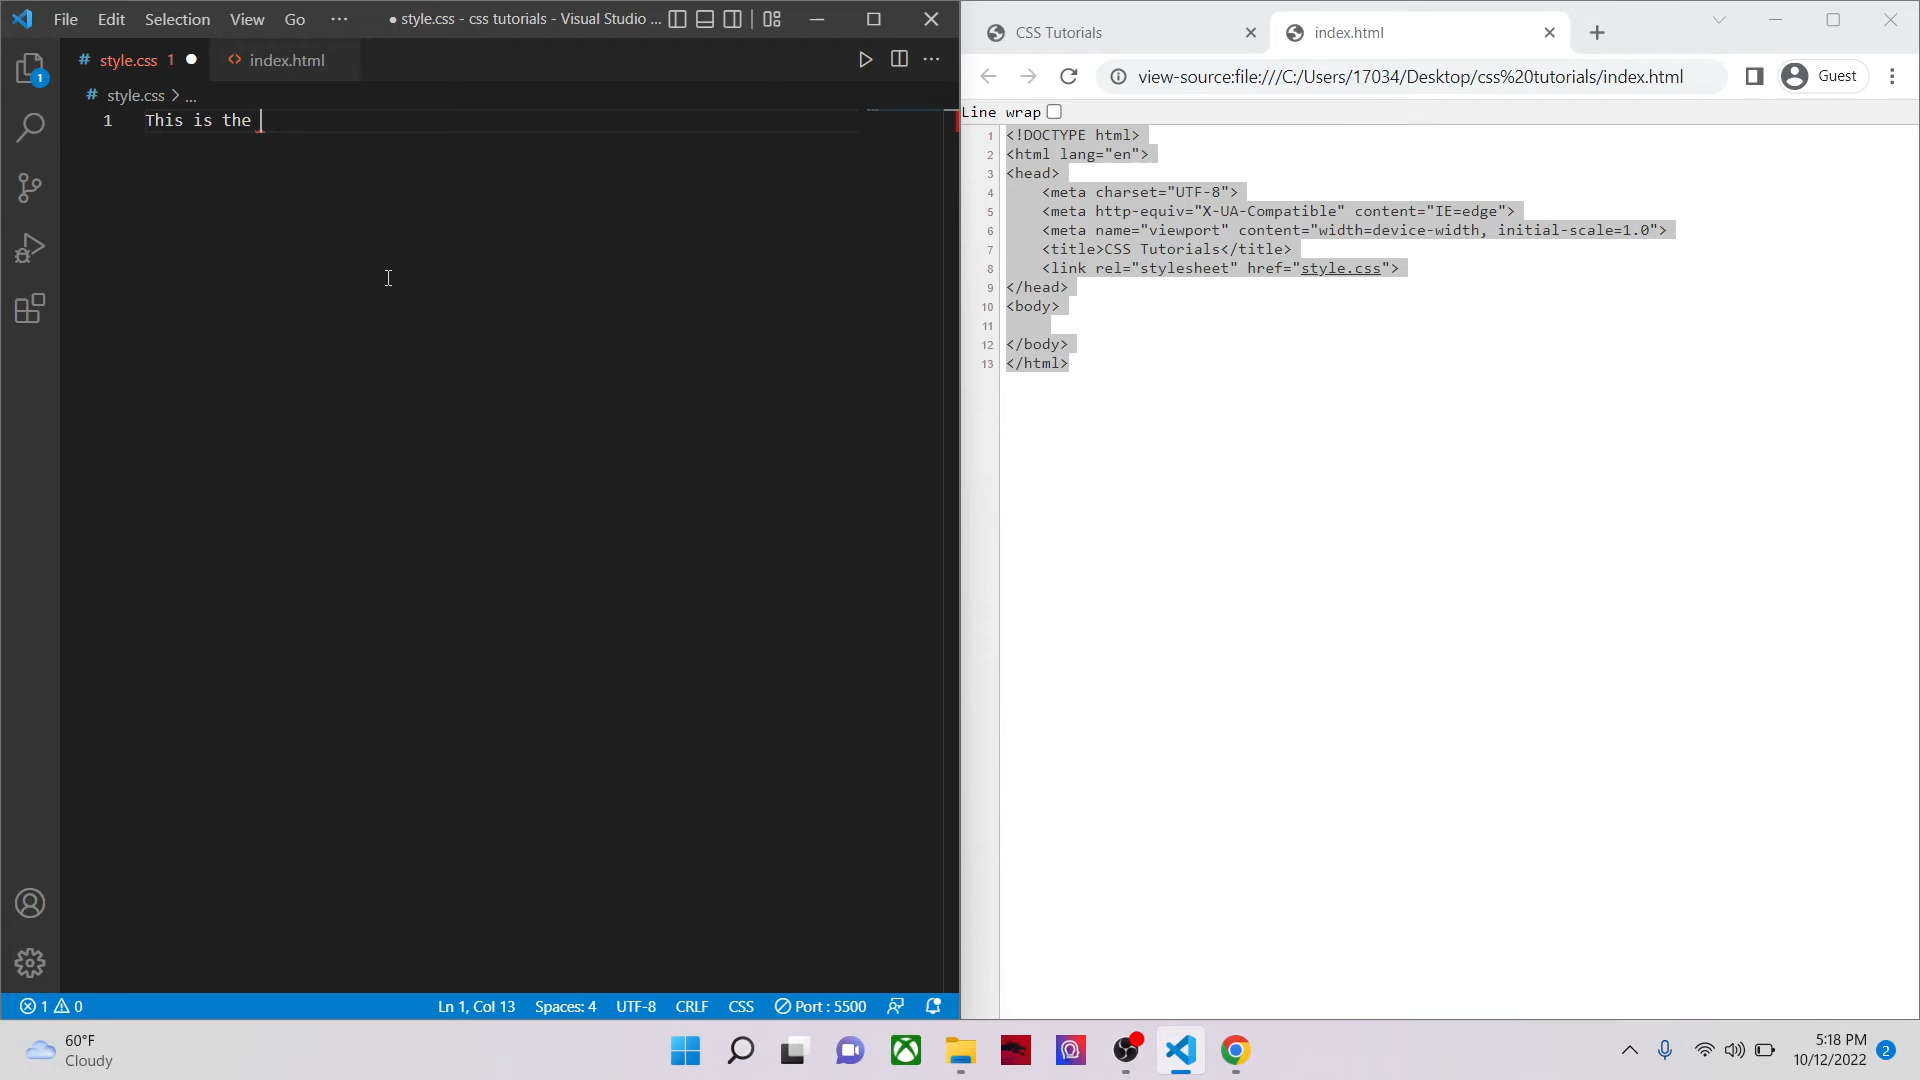 File Edit Selection View Go ··· ● style.css - css tutorials - Visual Studio ...
# style.css 1 ● <> index.html
# style.css > ...
1 This is the
⊗ 1 ⚠ 0 Ln 1, Col 13 Spaces: 4 UTF-8 CRLF CSS Port : 5500
CSS Tutorials
index.html
view-source:file:///C:/Users/17034/Desktop/css%20tutorials/index.html
Guest
Line wrap
1 <!DOCTYPE html>
2 <html lang="en">
3 <head>
4 <meta charset="UTF-8">
5 <meta http-equiv="X-UA-Compatible" content="IE=edge">
6 <meta name="viewport" content="width=device-width, initial-scale=1.0">
7 <title>CSS Tutorials</title>
8 <link rel="stylesheet" href="style.css">
9 </head>
10 <body>
11
12 </body>
13 </html>
1
60°F
Cloudy
5:18 PM
10/12/2022
2